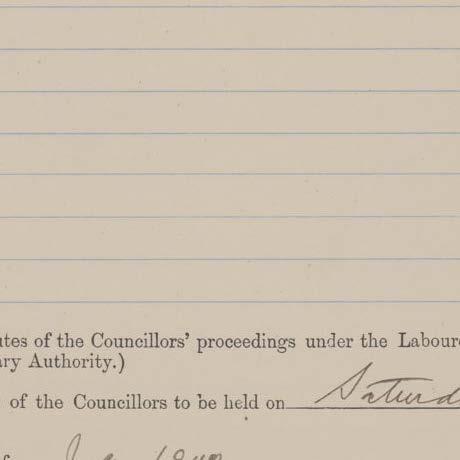 utes of the Councillors' proceedings under the Laboure
ary Authority.)
of the Councillors to be held on Saturd